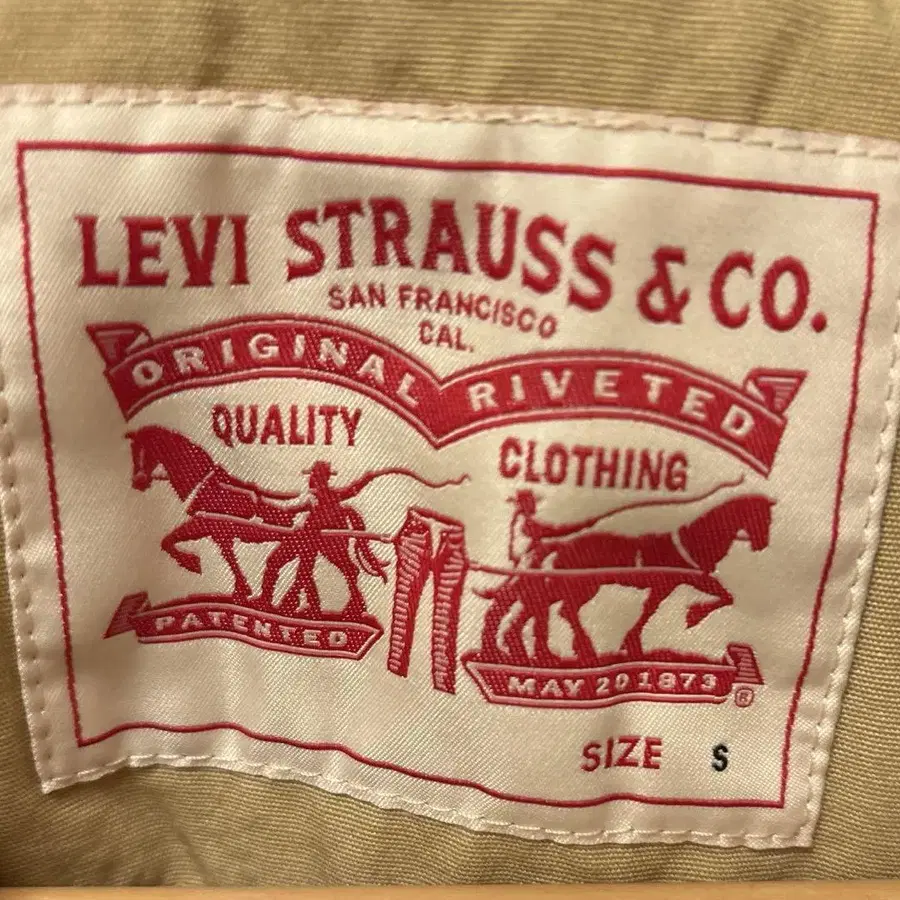 LEVI STRAUSS & CO.
SAN FRANCISCO
CAL.
ORIGINAL RIVETED
QUALITY CLOTHING
PATENTED
MAY 20 1873 ®
SIZE S